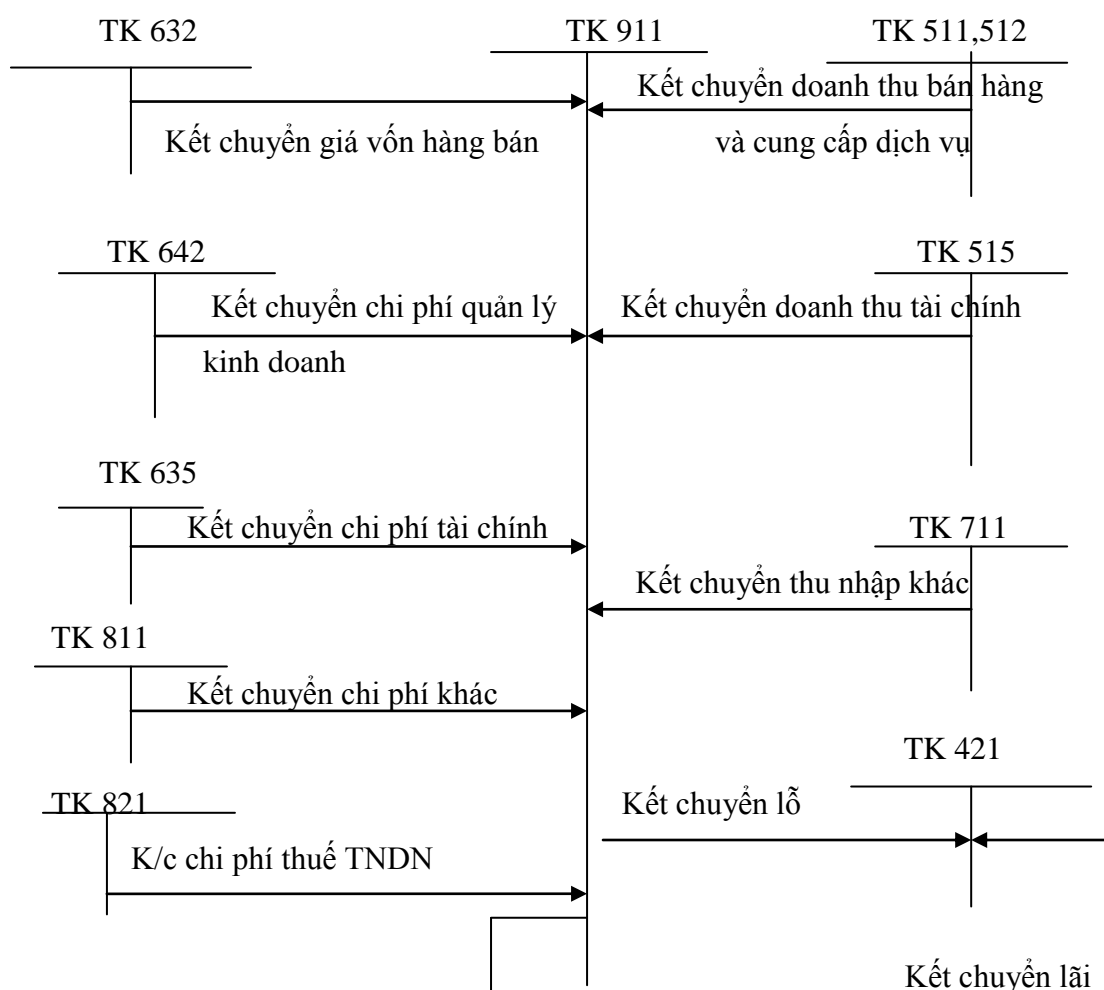 TK 632
TK 911
TK 511,512
Kết chuyển doanh thu bán hàng
Kết chuyển giá vốn hàng bán
và cung cấp dịch vụ
TK 642
TK 515
Kết chuyển chi phí quản lý
Kết chuyển doanh thu tài chính
kinh doanh
TK 635
Kết chuyển chi phí tài chính
TK 711
Kết chuyển thu nhập khác
TK 811
Kết chuyển chi phí khác
TK 421
TK 821
Kết chuyển lỗ
K/c chi phí thuế TNDN
Kết chuyển lãi